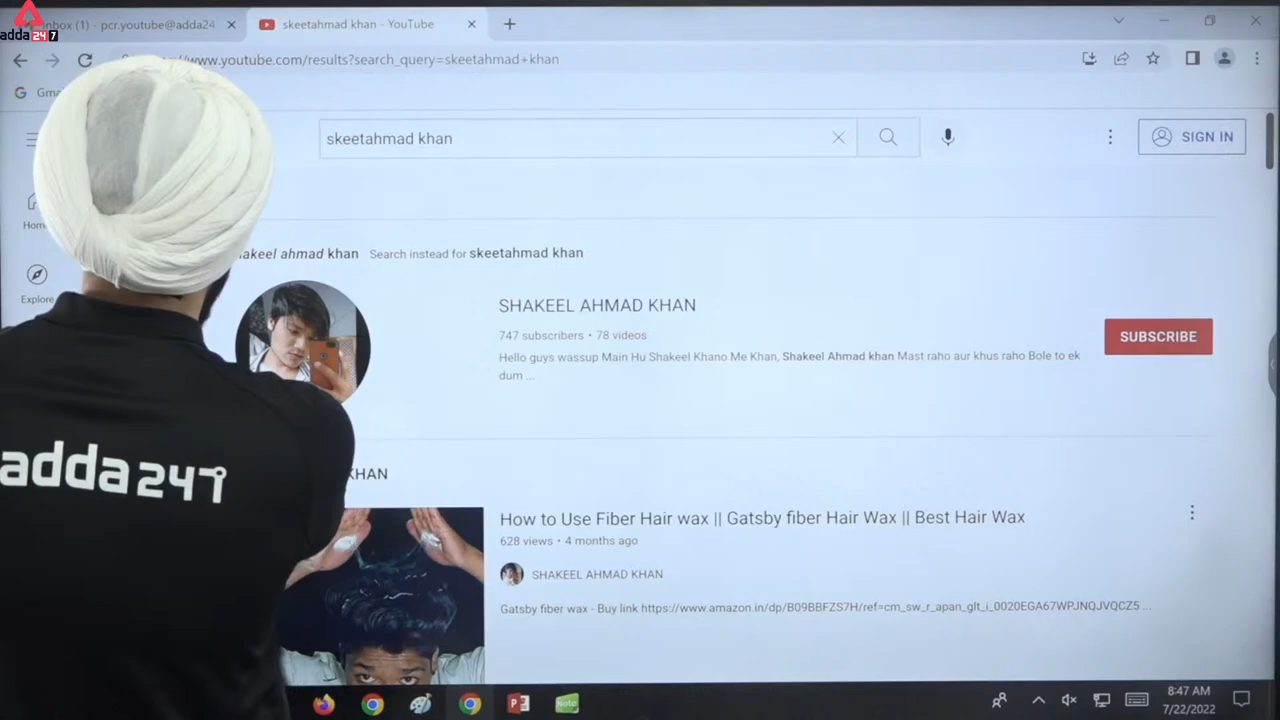 inbox (1) - pcr.youtube@adda24
skeetahmad khan - YouTube
adda 24 7
www.youtube.com/results?search_query=skeetahmad+khan
skeetahmad khan
SIGN IN
ahmad khan Search instead for skeetahmad khan
Explore
SHAKEEL AHMAD KHAN
747 subscribers • 78 videos
SUBSCRIBE
Hello guys wassup Main Hu Shakeel Khano Me Khan, Shakeel Ahmad khan Mast raho aur khus raho Bole to ek
dum ...
KHAN
adda247
How to Use Fiber Hair wax || Gatsby fiber Hair Wax || Best Hair Wax
628 views • 4 months ago
SHAKEEL AHMAD KHAN
Gatsby fiber wax - Buy link https://www.amazon.in/dp/B09BBFZS7H/ref=cm_sw_r_apan_glt_i_0020EGA67WPJNQJVQCZ5 ...
8:47 AM
7/22/2022